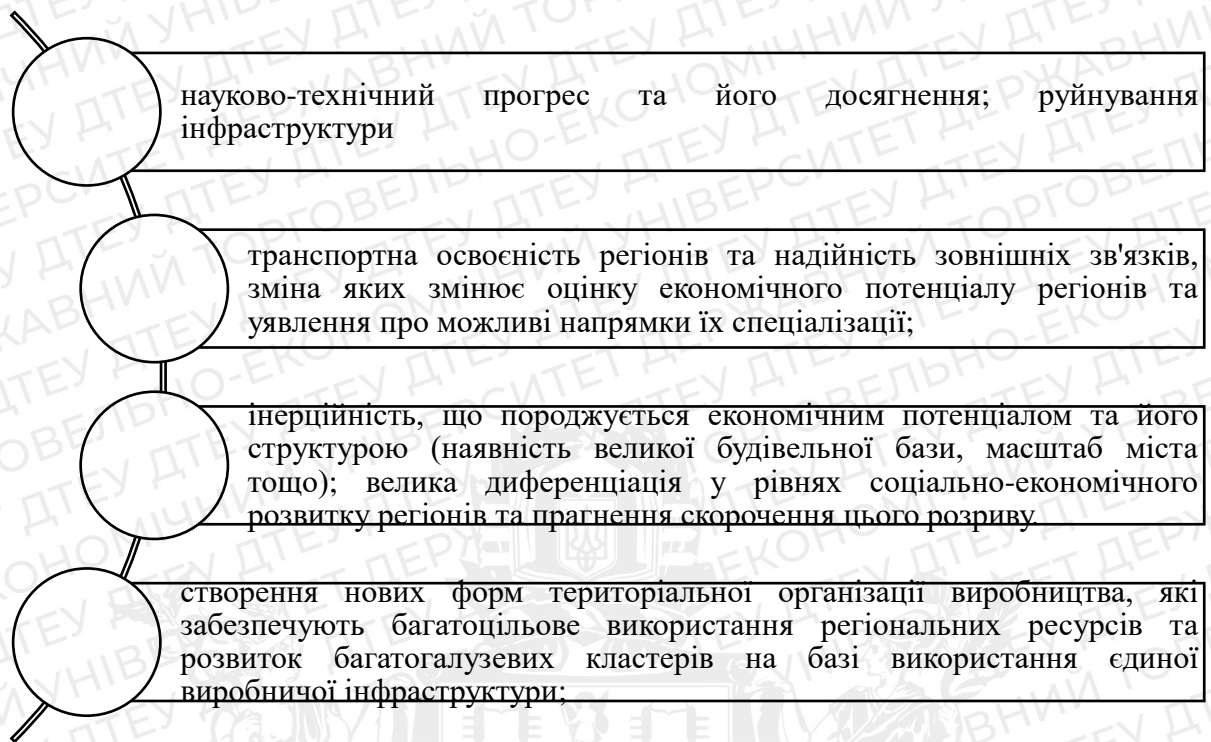 науково-технічний прогрес та його досягнення; руйнування
інфраструктури
транспортна освоєність регіонів та надійність зовнішніх зв'язків,
зміна яких змінює оцінку економічного потенціалу регіонів та
уявлення про можливі напрямки їх спеціалізації;
інерційність, що породжується економічним потенціалом та його
структурою (наявність великої будівельної бази, масштаб міста
тощо); велика диференціація у рівнях соціально-економічного
розвитку регіонів та прагнення скорочення цього розриву.
створення нових форм територіальної організації виробництва, які
забезпечують багатоцільове використання регіональних ресурсів та
розвиток багатогалузевих кластерів на базі використання єдиної
виробничої інфраструктури;